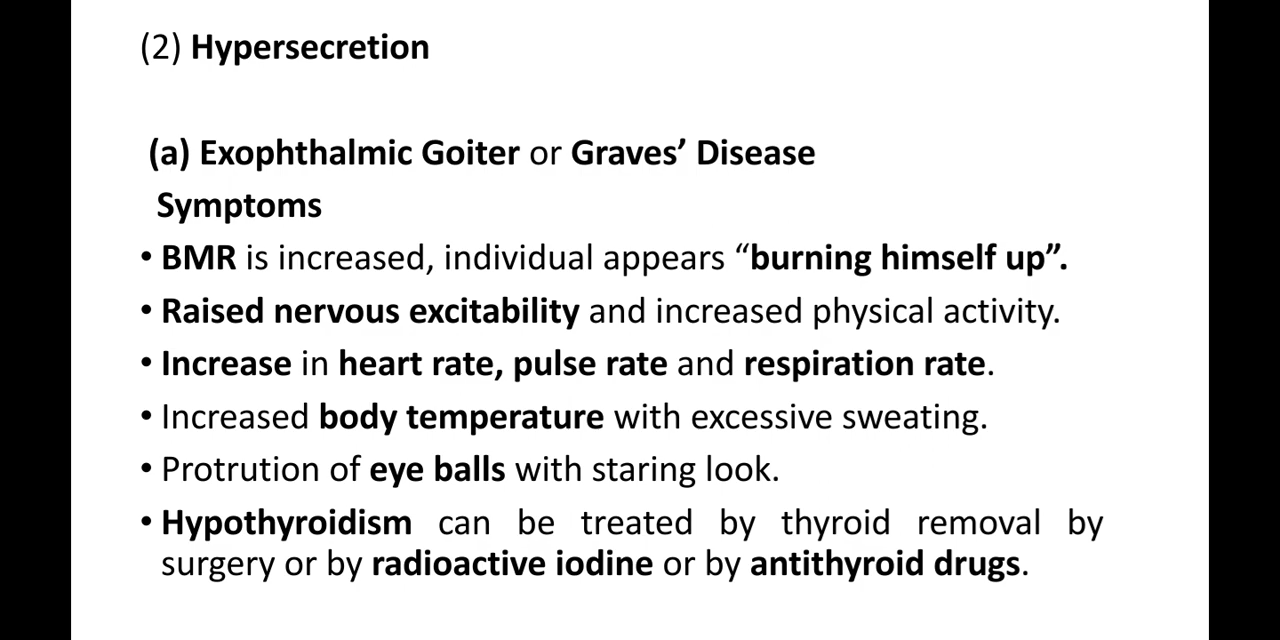 (2) Hypersecretion
(a) Exophthalmic Goiter or Graves’ Disease
Symptoms
• BMR is increased, individual appears “burning himself up”.
• Raised nervous excitability and increased physical activity.
• Increase in heart rate, pulse rate and respiration rate.
• Increased body temperature with excessive sweating.
• Protrution of eye balls with staring look.
• Hypothyroidism can be treated by thyroid removal by
surgery or by radioactive iodine or by antithyroid drugs.